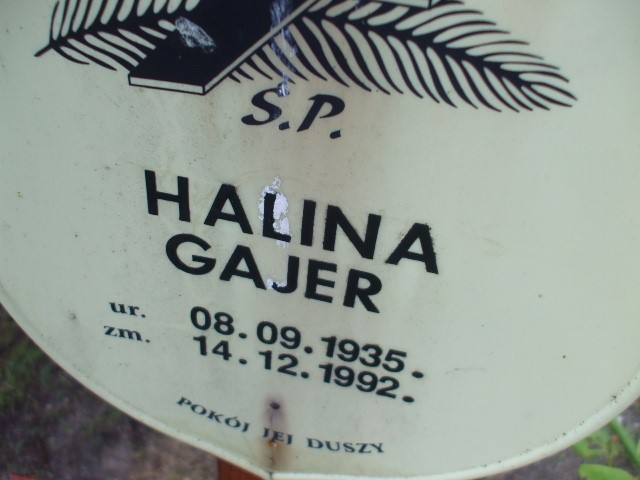 S.P.
HALINA
GAJER
ur. 08.09.1935.
zm. 14.12.1992.
POKÓJ JEJ DUSZY